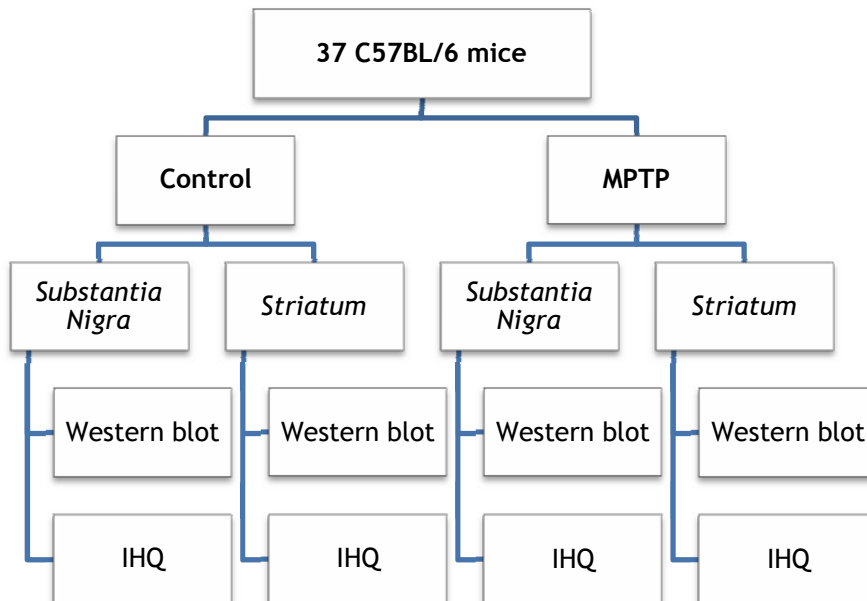 37 C57BL/6 mice
Control
MPTP
Substantia
Nigra
Striatum
Substantia
Nigra
Striatum
Western blot
Western blot
Western blot
Western blot
IHQ
IHQ
IHQ
IHQ